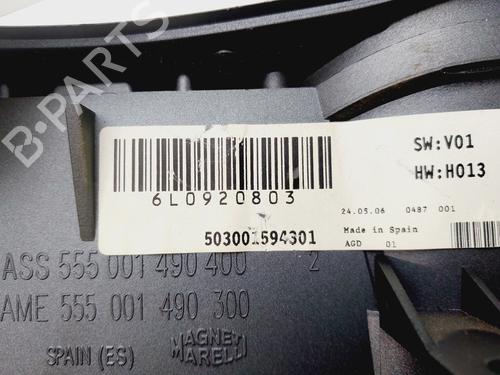 B-PARTS
SW:V01
HW:H013
6L0920803
24.05.06 0487 001
503001594301
Made in Spain
AGD 01
ASS 555 001 490 400 2
AME 555 001 490 300
SPAIN (ES)
MAGNETI
MARELLI